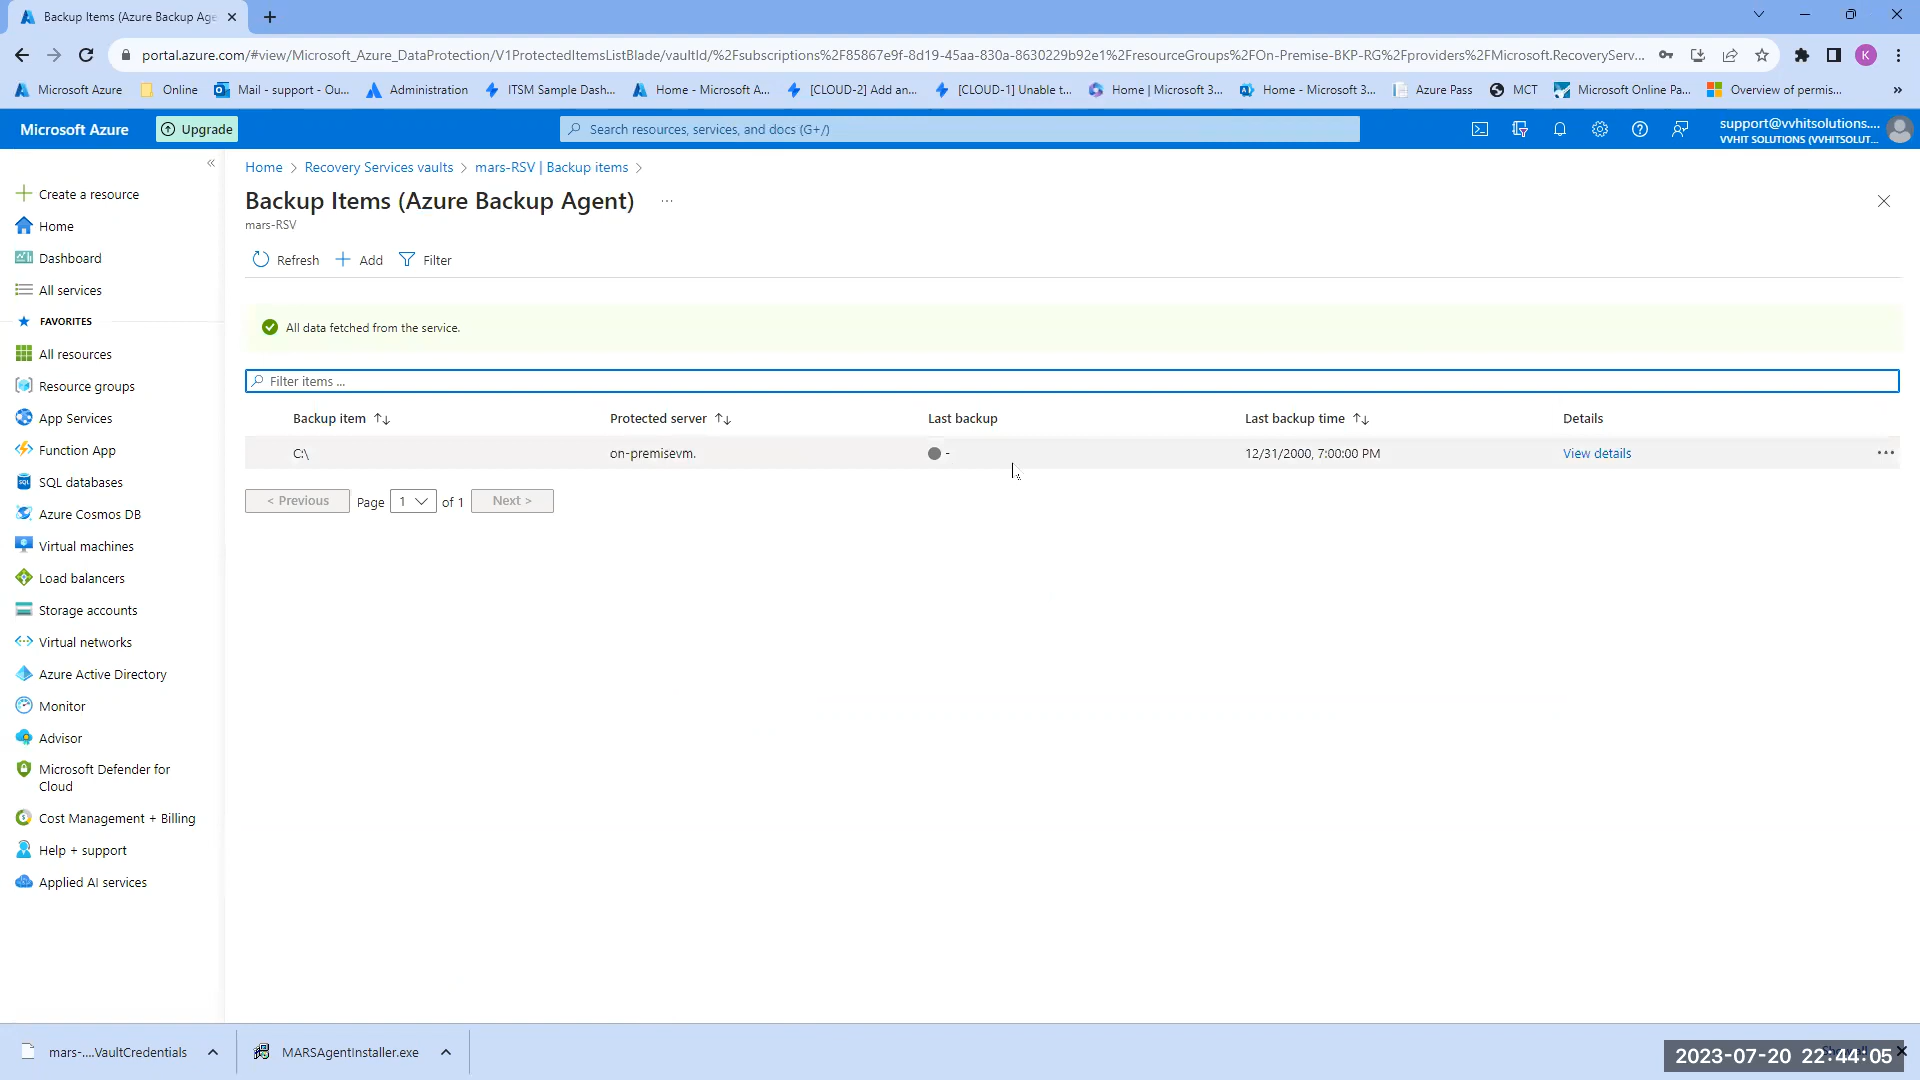 Backup Items (Azure Backup Age
portal.azure.com/#view/Microsoft_Azure_DataProtection/V1ProtectedItemsListBlade/vaultId/%2Fsubscriptions%2F85867e9f-8d19-45aa-830a-8630229b92e1%2FresourceGroups%2FOn-Premise-BKP-RG%2Fproviders%2FMicrosoft.RecoveryServ...
K
Microsoft Azure
Online
Mail - support - Ou...
Administration
ITSM Sample Dash...
Home - Microsoft A...
[CLOUD-2] Add an...
[CLOUD-1] Unable t...
Home | Microsoft 3...
Home - Microsoft 3...
Azure Pass
MCT
Microsoft Online Pa...
Overview of permis...
»
Microsoft Azure
Upgrade
Search resources, services, and docs (G+/)
support@vvhitsolutions....
VVHIT SOLUTIONS (VVHITSOLUT...
«
Create a resource
Home
Dashboard
All services
FAVORITES
All resources
Resource groups
App Services
Function App
SQL databases
Azure Cosmos DB
Virtual machines
Load balancers
Storage accounts
Virtual networks
Azure Active Directory
Monitor
Advisor
Microsoft Defender for
Cloud
Cost Management + Billing
Help + support
Applied AI services
Home > Recovery Services vaults > mars-RSV | Backup items >
Backup Items (Azure Backup Agent) ...
mars-RSV
Refresh
Add
Filter
All data fetched from the service.
Filter items ...
Backup item Protected server Last backup Last backup time Details
C:\ on-premisevm. - 12/31/2000, 7:00:00 PM View details ...
< Previous Page 1 of 1 Next >
mars-....VaultCredentials
MARSAgentInstaller.exe
2023-07-20 22:44:05